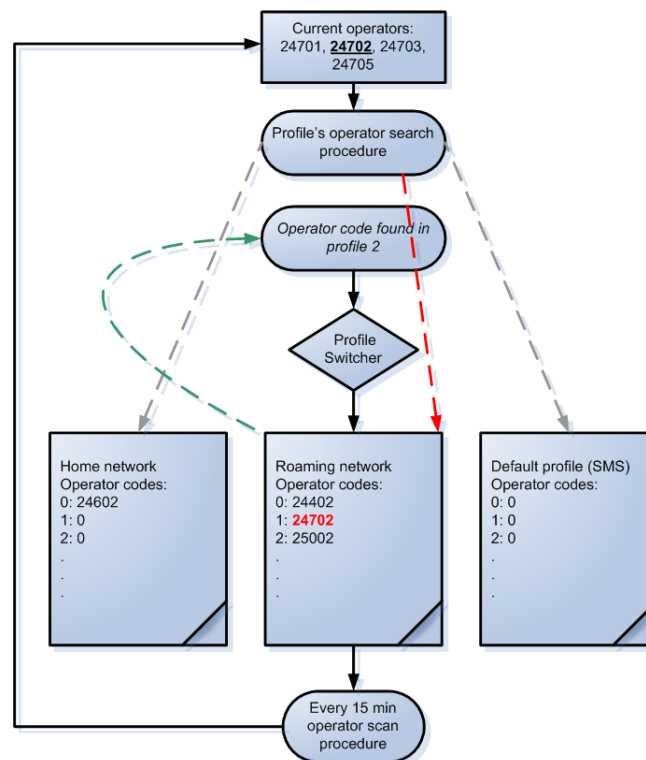 Current operators:
24701, 24702, 24703,
24705
Profile's operator search
procedure
Operator code found in
profile 2
Profile
Switcher
Home network
Operator codes:
0: 24602
1: 0
2: 0
.
.
.
Roaming network
Operator codes:
0: 24402
1: 24702
2: 25002
.
.
.
Default profile (SMS)
Operator codes:
0: 0
1: 0
2: 0
.
.
.
Every 15 min
operator scan
procedure